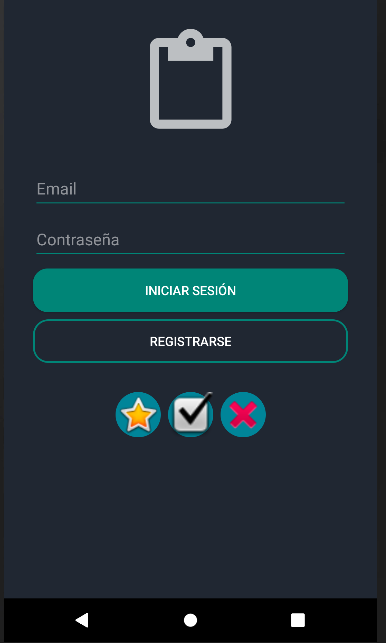 Email
Contraseña
INICIAR SESIÓN
REGISTRARSE